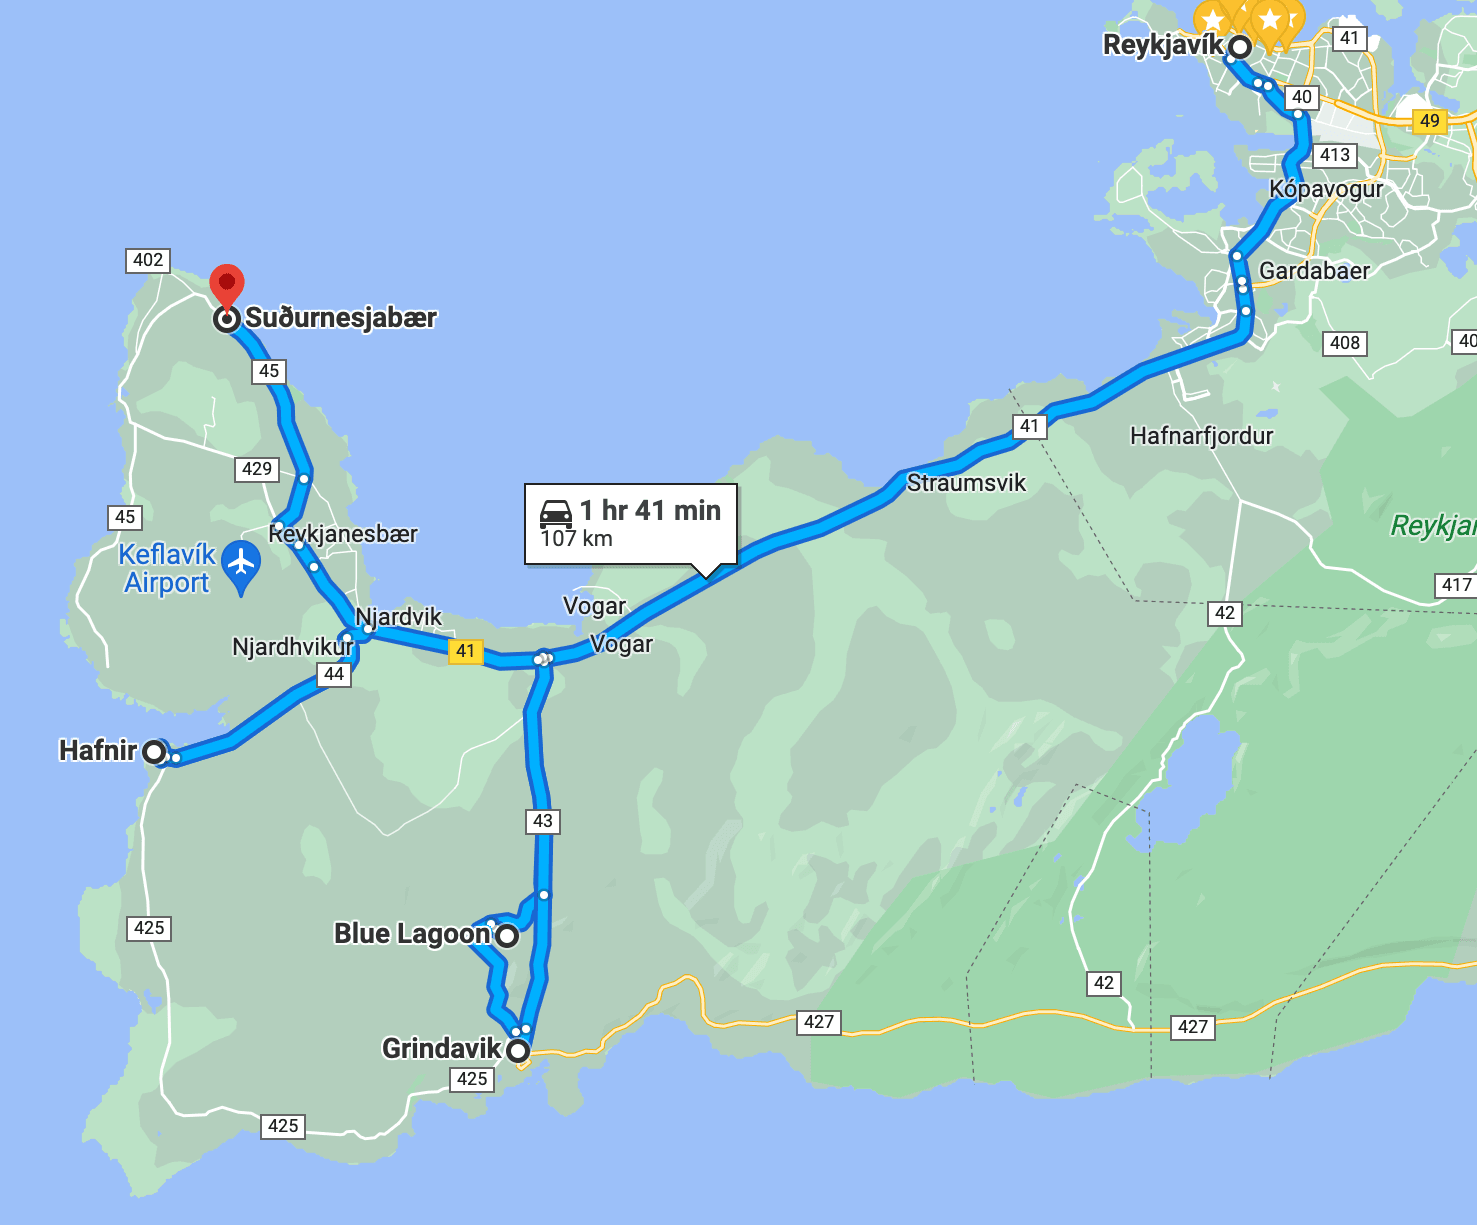 Reykjavík
41
40
49
413
Kópavogur
402
Gardabaer
Suðurnesjabær
408
40
45
41
Hafnarfjordur
429
Straumsvik
45
1 hr 41 min
107 km
Reykjan
Reykjanesbær
Keflavík
Airport
417
Vogar
42
Njardvik
Njardhvikur
41
Vogar
44
Hafnir
43
425
Blue Lagoon
42
427
427
Grindavik
425
425